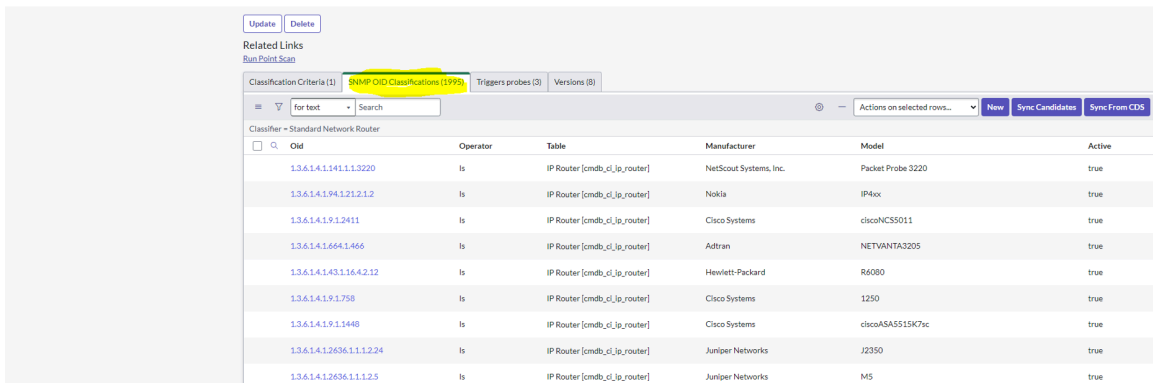 Update Delete
Related Links
Run Point Scan
Classification Criteria (1) SNMP OID Classifications (1995) Triggers probes (3) Versions (8)
for text Search Actions on selected rows... New Sync Candidates Sync From CDS
Classifier = Standard Network Router
Oid Operator Table Manufacturer Model Active
1.3.6.1.4.1.141.1.1.3220 Is IP Router [cmdb_ci_ip_router] NetScout Systems, Inc. Packet Probe 3220 true
1.3.6.1.4.1.94.1.21.2.1.2 Is IP Router [cmdb_ci_ip_router] Nokia IP4xx true
1.3.6.1.4.1.9.1.2411 Is IP Router [cmdb_ci_ip_router] Cisco Systems ciscoNCS5011 true
1.3.6.1.4.1.664.1.466 Is IP Router [cmdb_ci_ip_router] Adtran NETVANTA3205 true
1.3.6.1.4.1.43.1.16.4.2.12 Is IP Router [cmdb_ci_ip_router] Hewlett-Packard R6080 true
1.3.6.1.4.1.9.1.758 Is IP Router [cmdb_ci_ip_router] Cisco Systems 1250 true
1.3.6.1.4.1.9.1.1448 Is IP Router [cmdb_ci_ip_router] Cisco Systems ciscoASA5515K7sc true
1.3.6.1.4.1.2636.1.1.1.2.24 Is IP Router [cmdb_ci_ip_router] Juniper Networks J2350 true
1.3.6.1.4.1.2636.1.1.1.2.5 Is IP Router [cmdb_ci_ip_router] Juniper Networks M5 true